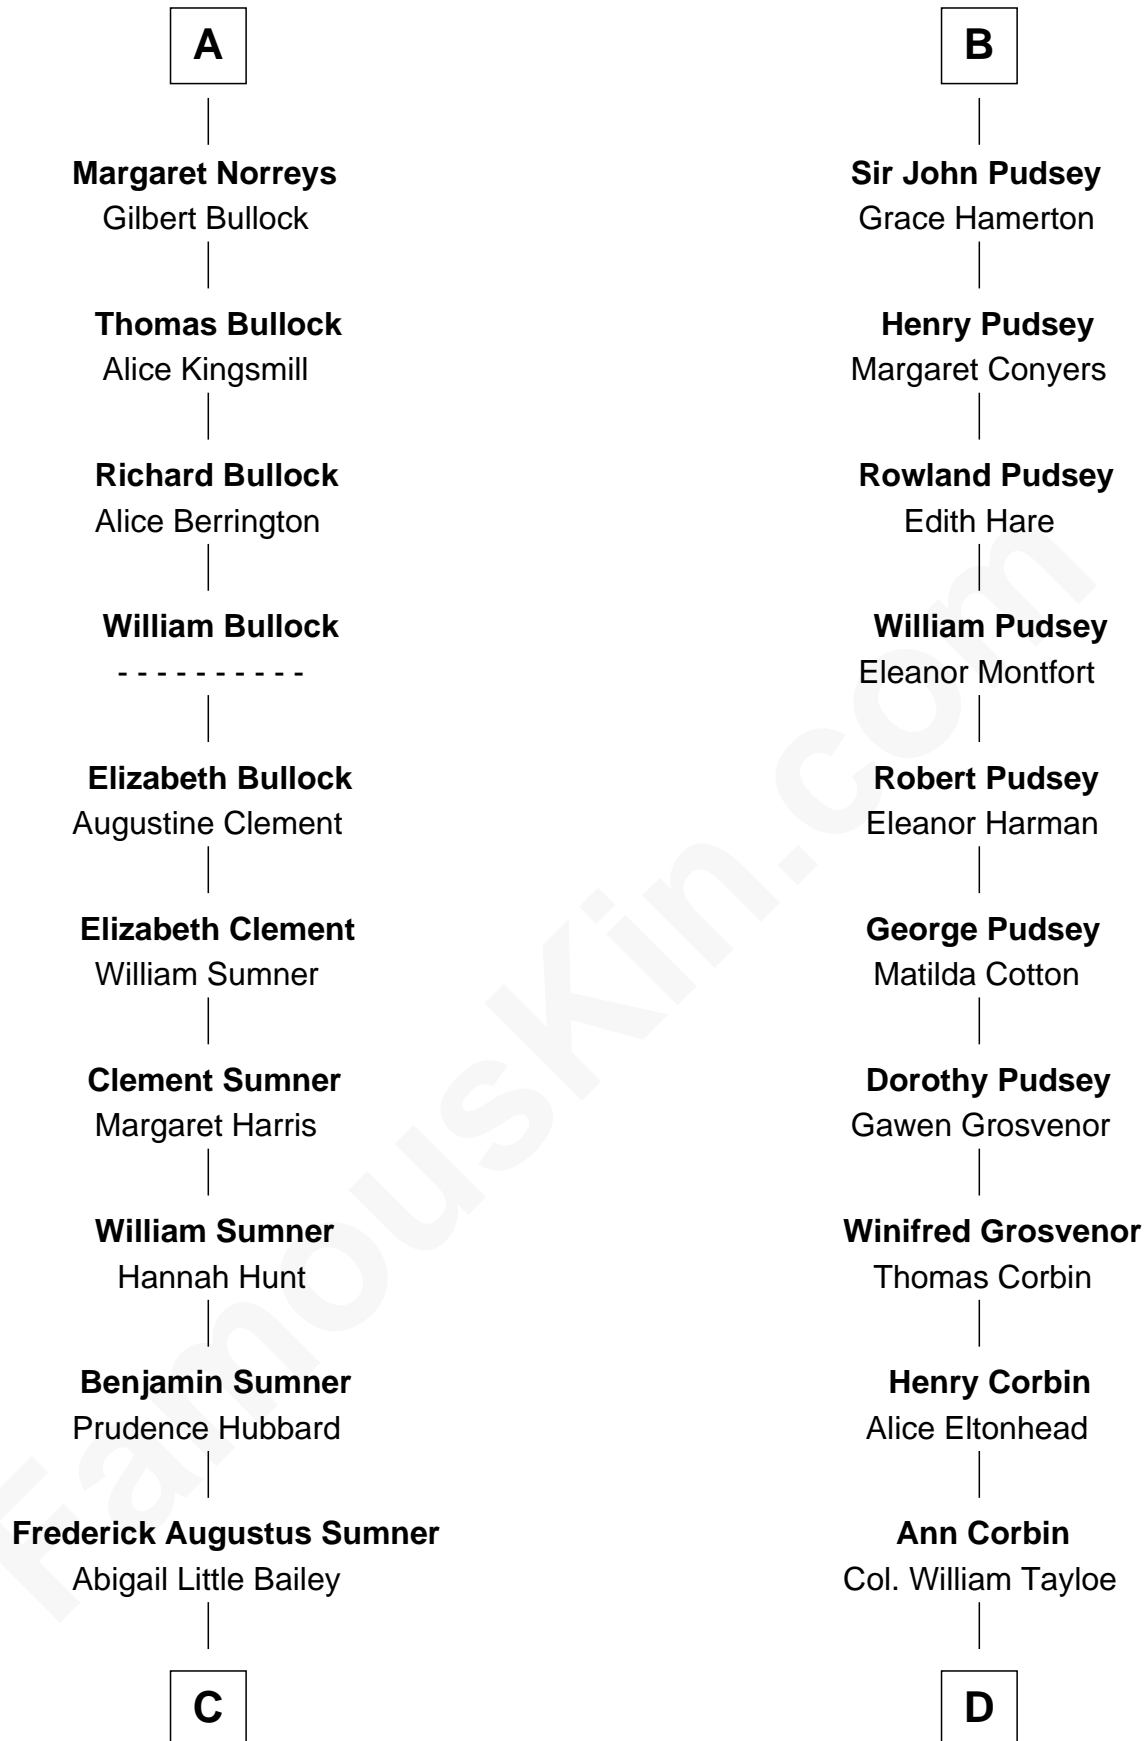 A
Margaret Norreys
Gilbert Bullock
Thomas Bullock
Alice Kingsmill
Richard Bullock
Alice Berrington
William Bullock
- - - - - - - - - -
Elizabeth Bullock
Augustine Clement
Elizabeth Clement
William Sumner
Clement Sumner
Margaret Harris
William Sumner
Hannah Hunt
Benjamin Sumner
Prudence Hubbard
Frederick Augustus Sumner
Abigail Little Bailey
C
B
Sir John Pudsey
Grace Hamerton
Henry Pudsey
Margaret Conyers
Rowland Pudsey
Edith Hare
William Pudsey
Eleanor Montfort
Robert Pudsey
Eleanor Harman
George Pudsey
Matilda Cotton
Dorothy Pudsey
Gawen Grosvenor
Winifred Grosvenor
Thomas Corbin
Henry Corbin
Alice Eltonhead
Ann Corbin
Col. William Tayloe
D
FamousKin.com